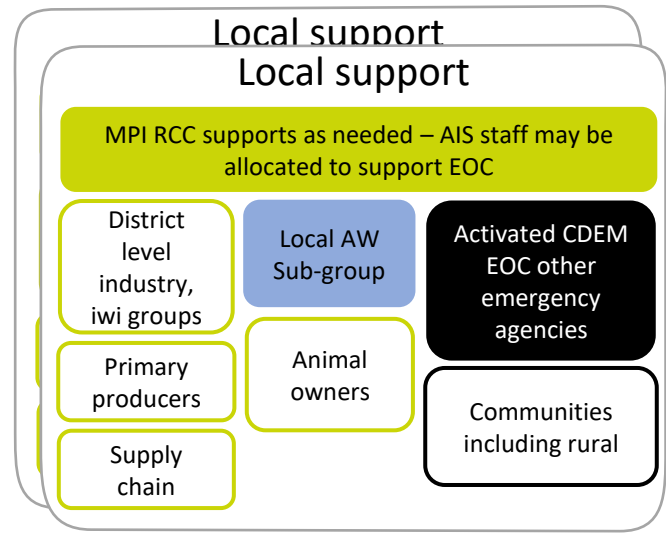 Local support
Local support
MPI RCC supports as needed – AIS staff may be
allocated to support EOC
District
level
industry,
iwi groups
Local AW
Sub-group
Activated CDEM
EOC other
emergency
agencies
Primary
producers
Animal
owners
Communities
including rural
Supply
chain